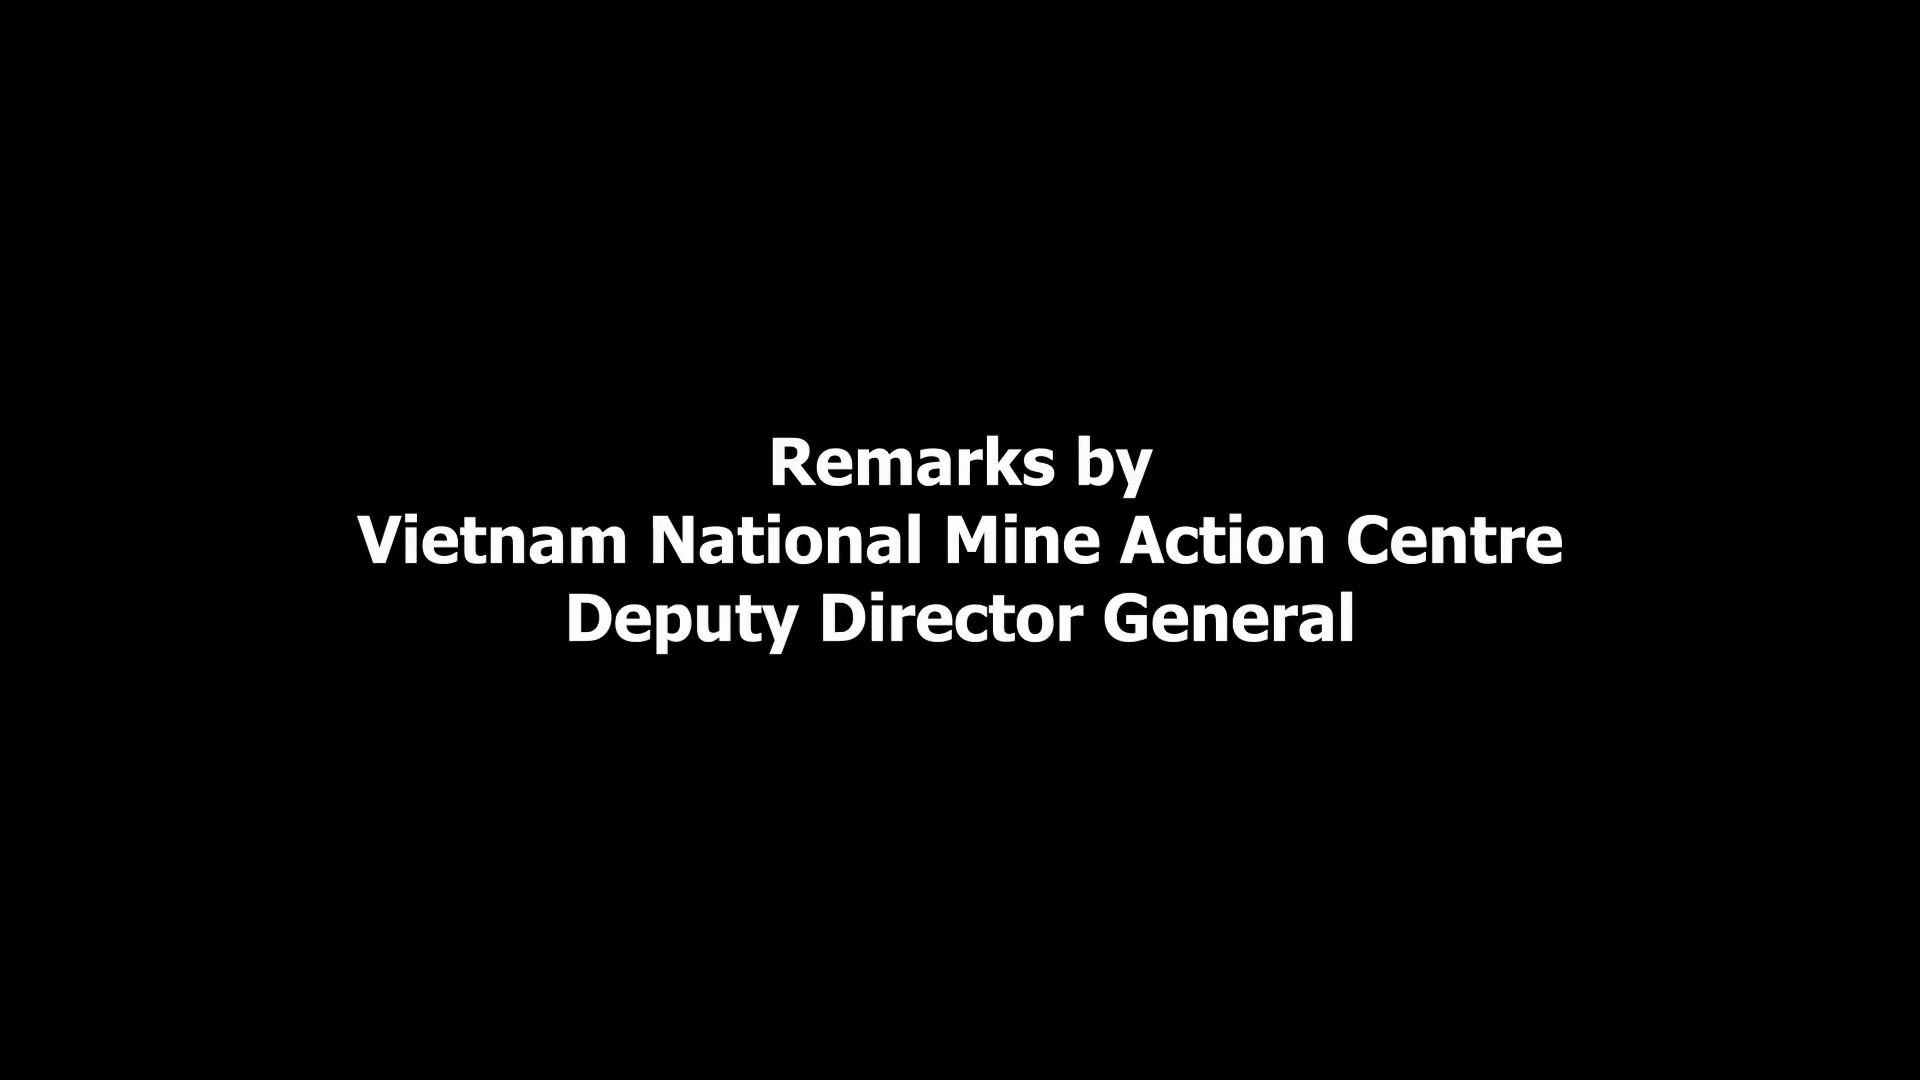 Remarks by
Vietnam National Mine Action Centre
Deputy Director General